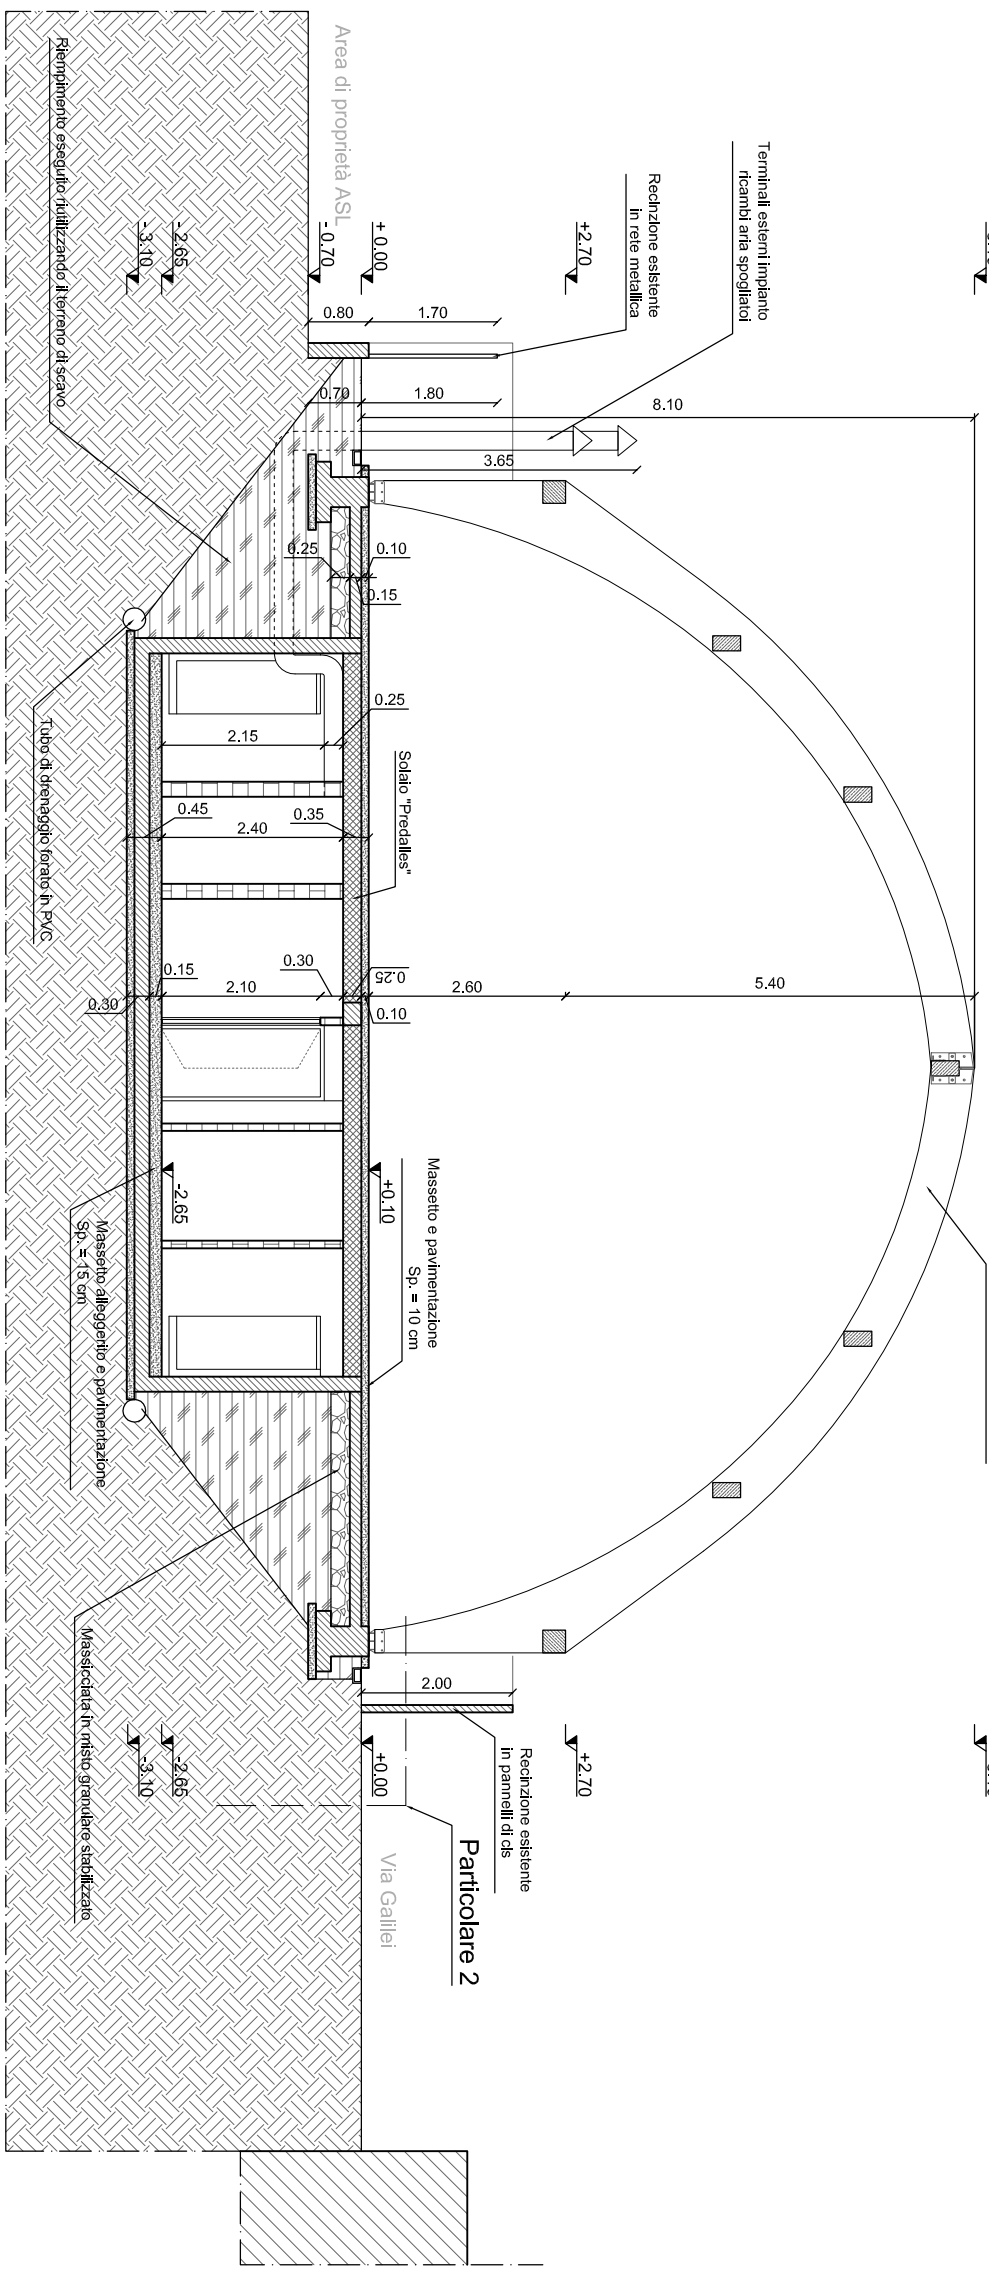 Terminali esterni impianto
ricambi aria spogliatoi
Recinzione esistente
in rete metallica
+2.70
+ 0.00
- 0.70
-2.65
-3.10
Area di proprietà ASL
Riempimento eseguito riutilizzando il terreno di scavo
1.70
0.80
1.80
0.70
8.10
3.65
0.25
0.10
0.15
0.25
2.15
Solaio "Predalles"
0.45
2.40
0.35
Tubo di drenaggio forato in PVC
0.30
0.15
2.10
0.30
0.25
0.10
2.60
5.40
+0.10
-2.65
Massetto e pavimentazione
Sp. = 10 cm
Massetto alleggerito e pavimentazione
Sp. = 15 cm
Massicciata in misto granulare stabilizzato
2.00
+2.70
+0.00
-2.65
-3.10
Recinzione esistente
in pannelli di cls
Particolare 2
Via Galilei